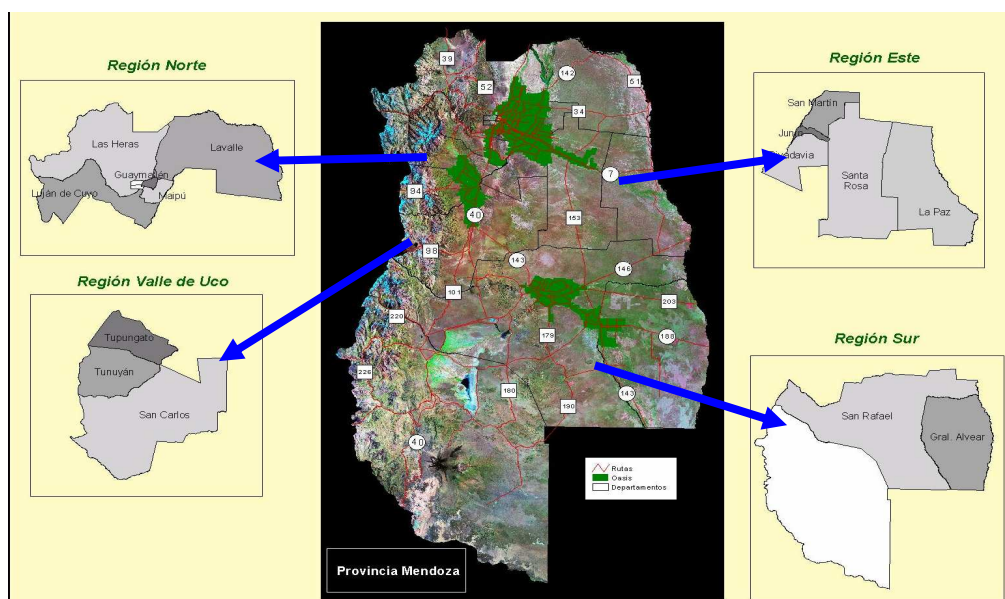 Región Norte
Las Heras
Lavalle
Guaymallén
Luján de Cuyo
Maipú
Región Valle de Uco
Tupungato
Tunuyán
San Carlos
39
52
142
51
34
7
94
40
153
98
143
146
101
203
220
179
188
226
180
190
143
40
Rutas
Oasis
Departamentos
Provincia Mendoza
Región Este
San Martín
Junín
Santa
Rosa
La Paz
Región Sur
San Rafael
Gral. Alvear